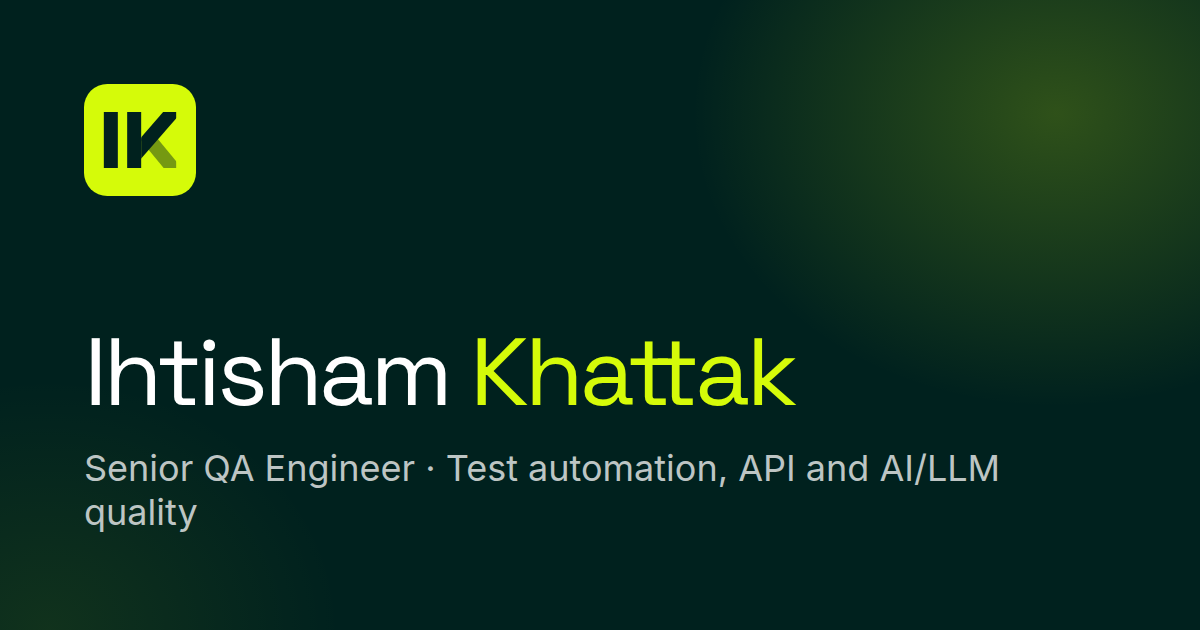 IK
Ihtisham Khattak
Senior QA Engineer · Test automation, API and AI/LLM
quality